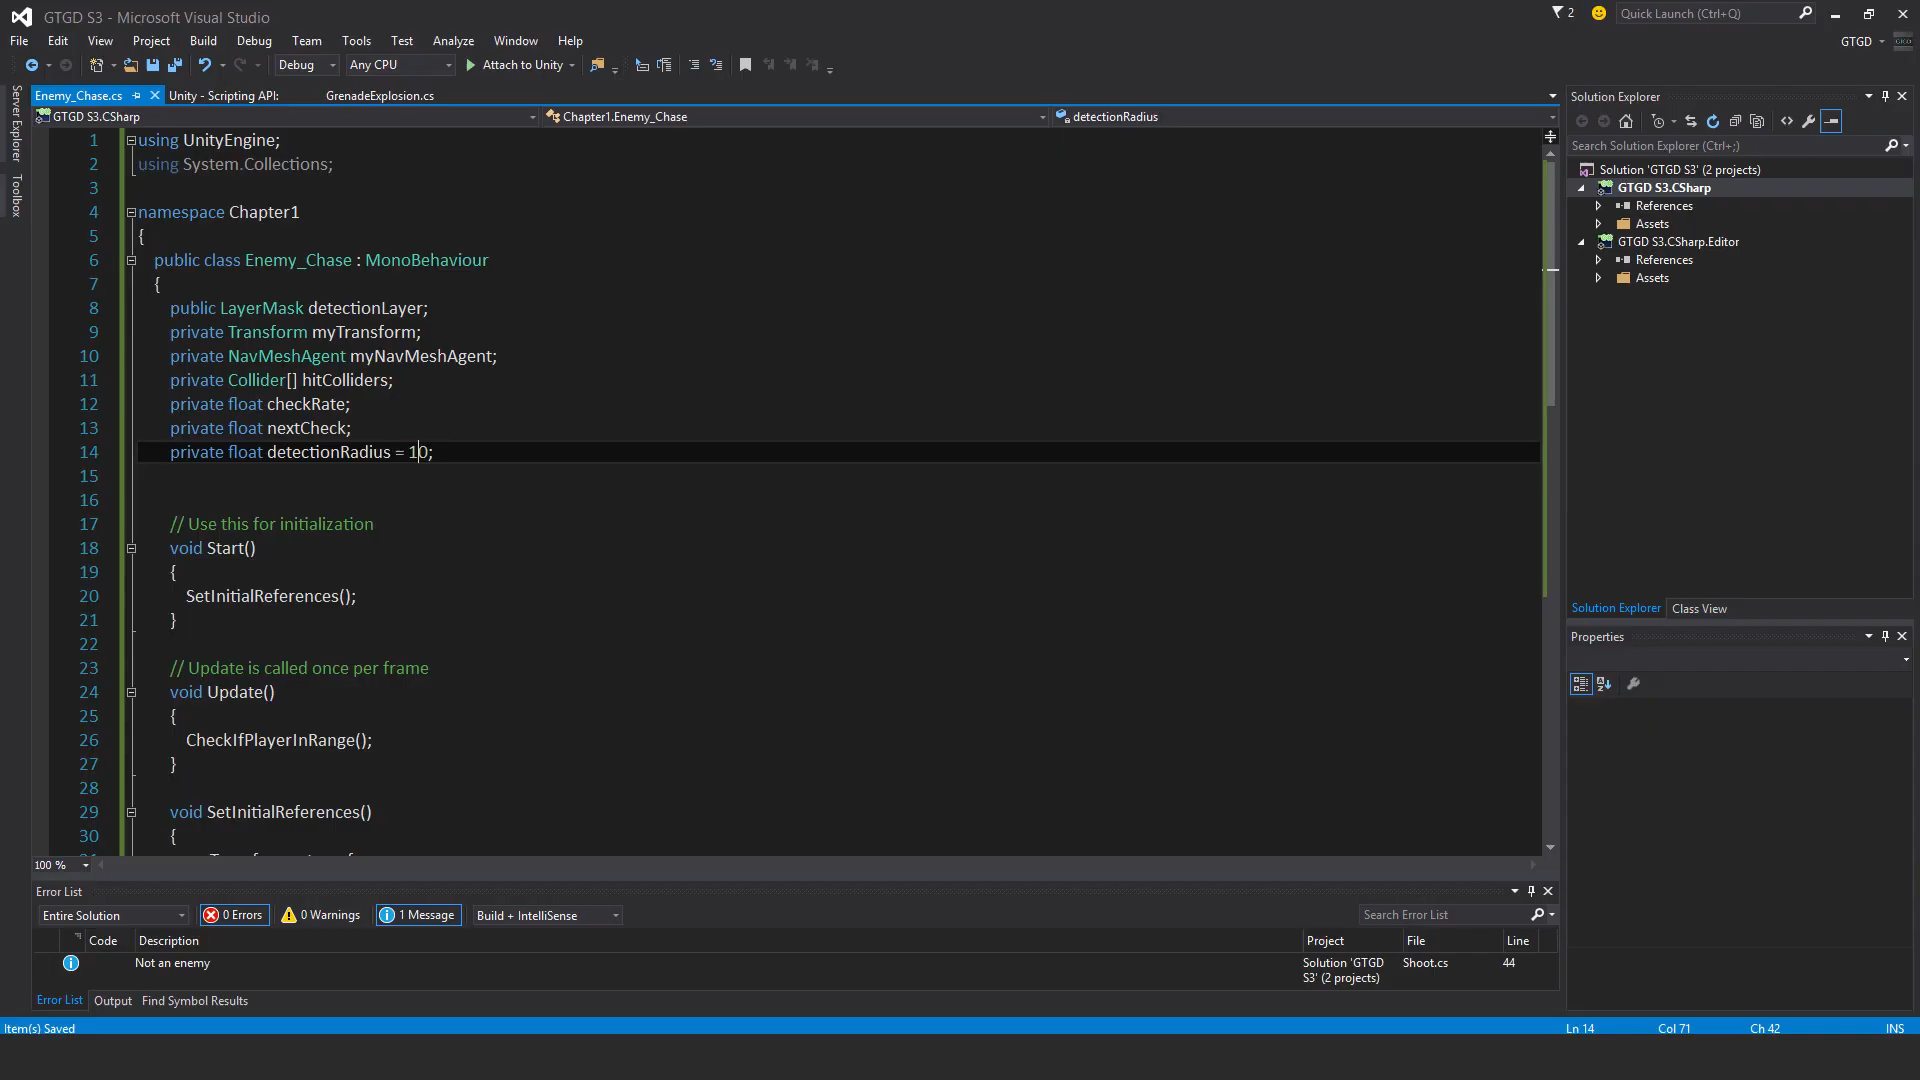 GTGD S3 - Microsoft Visual Studio
2
Quick Launch (Ctrl+Q)
File Edit View Project Build Debug Team Tools Test Analyze Window Help
GTGD
Debug Any CPU Attach to Unity
Server Explorer
Toolbox
Enemy_Chase.cs Unity - Scripting API: GrenadeExplosion.cs
GTGD S3.CSharp Chapter1.Enemy_Chase detectionRadius
1 using UnityEngine;
2 using System.Collections;
3
4 namespace Chapter1
5 {
6 public class Enemy_Chase : MonoBehaviour
7 {
8 public LayerMask detectionLayer;
9 private Transform myTransform;
10 private NavMeshAgent myNavMeshAgent;
11 private Collider[] hitColliders;
12 private float checkRate;
13 private float nextCheck;
14 private float detectionRadius = 10;
15
16
17 // Use this for initialization
18 void Start()
19 {
20 SetInitialReferences();
21 }
22
23 // Update is called once per frame
24 void Update()
25 {
26 CheckIfPlayerInRange();
27 }
28
29 void SetInitialReferences()
30 {
100 %
Solution Explorer
Search Solution Explorer (Ctrl+;)
Solution 'GTGD S3' (2 projects)
GTGD S3.CSharp
References
Assets
GTGD S3.CSharp.Editor
References
Assets
Solution Explorer Class View
Properties
Error List
Entire Solution 0 Errors 0 Warnings 1 Message Build + IntelliSense Search Error List
Code Description Project File Line
Not an enemy Solution 'GTGD S3' (2 projects) Shoot.cs 44
Error List Output Find Symbol Results
Item(s) Saved Ln 14 Col 71 Ch 42 INS